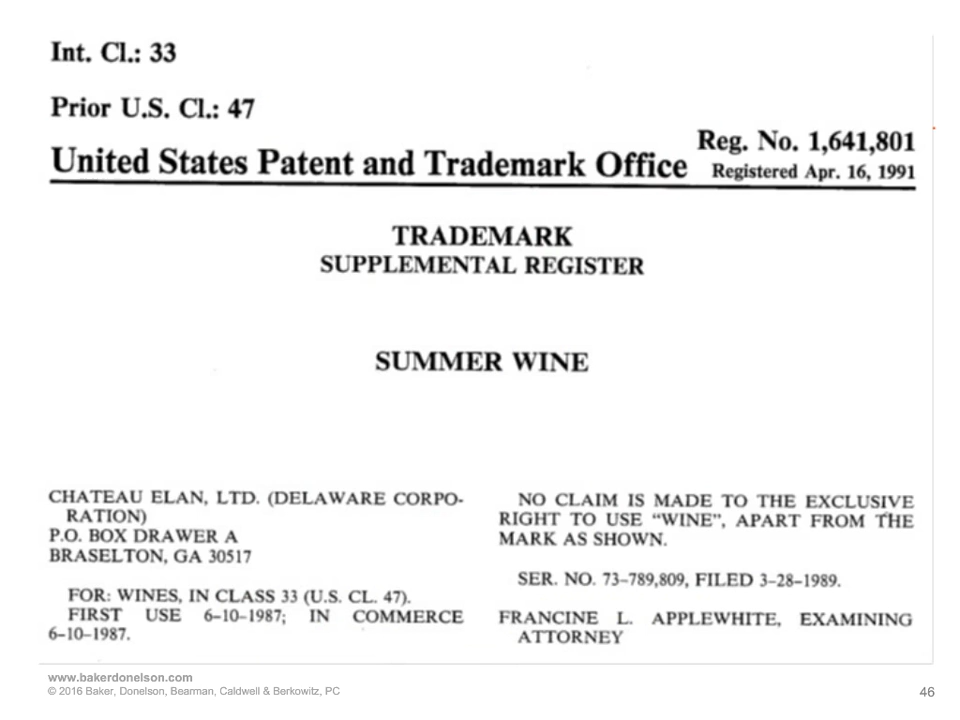 Int. Cl.: 33
Prior U.S. Cl.: 47
United States Patent and Trademark Office
Reg. No. 1,641,801
Registered Apr. 16, 1991
TRADEMARK
SUPPLEMENTAL REGISTER
SUMMER WINE
CHATEAU ELAN, LTD. (DELAWARE CORPO-
RATION)
P.O. BOX DRAWER A
BRASELTON, GA 30517
FOR: WINES, IN CLASS 33 (U.S. CL. 47).
FIRST USE 6-10-1987; IN COMMERCE
6-10-1987.
NO CLAIM IS MADE TO THE EXCLUSIVE
RIGHT TO USE “WINE”, APART FROM THE
MARK AS SHOWN.
SER. NO. 73-789,809, FILED 3-28-1989.
FRANCINE L. APPLEWHITE, EXAMINING
ATTORNEY
www.bakerdonelson.com
© 2016 Baker, Donelson, Bearman, Caldwell & Berkowitz, PC
46